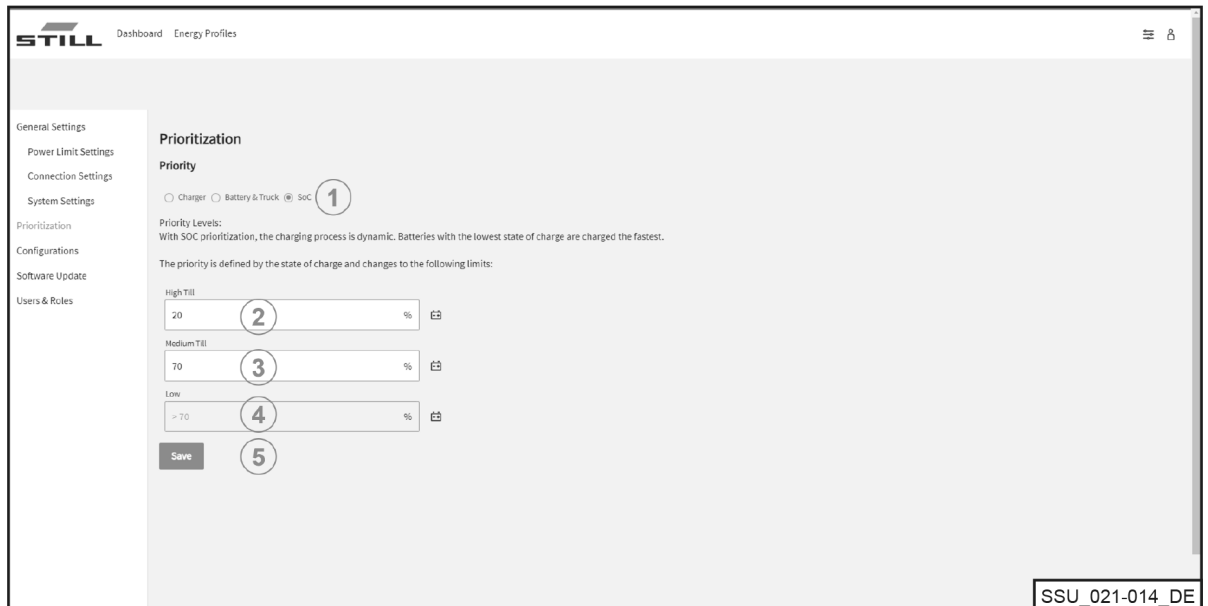 STILL Dashboard Energy Profiles
General Settings
Power Limit Settings
Connection Settings
System Settings
Prioritization
Configurations
Software Update
Users & Roles
Prioritization
Priority
Charger Battery & Truck SoC 1
Priority Levels:
With SOC prioritization, the charging process is dynamic. Batteries with the lowest state of charge are charged the fastest.
The priority is defined by the state of charge and changes to the following limits:
High Till
20 2 %
Medium Till
70 3 %
Low
> 70 4 %
Save 5
SSU_021-014_DE